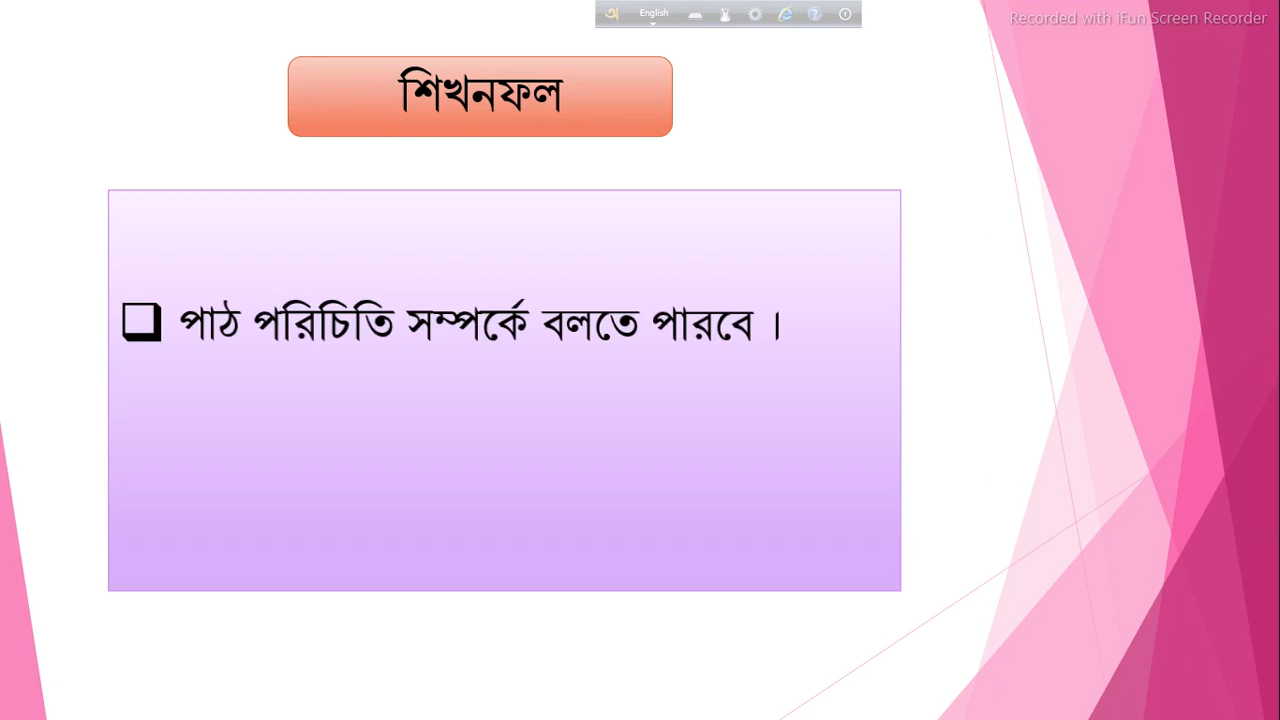 English
Recorded with iFun Screen Recorder
শিখনফল
পাঠ পরিচিতি সম্পর্কে বলতে পারবে ।